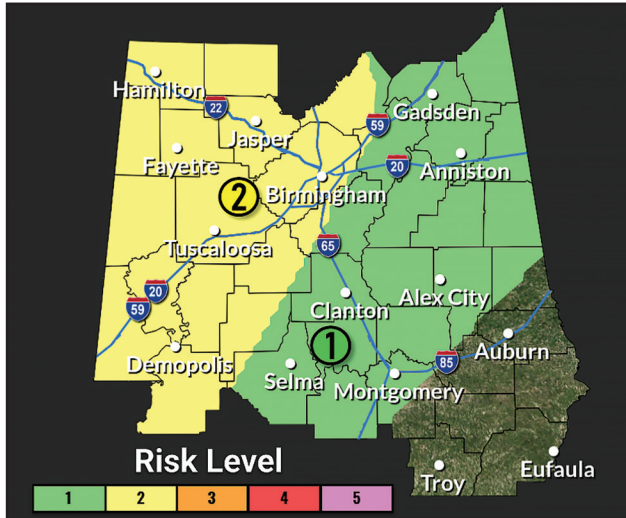 Hamilton
22
Gadsden
Jasper
59
Fayette
20
Anniston
2
Birmingham
Tuscaloosa
65
20
59
Clanton
Alex City
1
Demopolis
Selma
85
Auburn
Montgomery
Troy
Eufaula
Risk Level
1 2 3 4 5